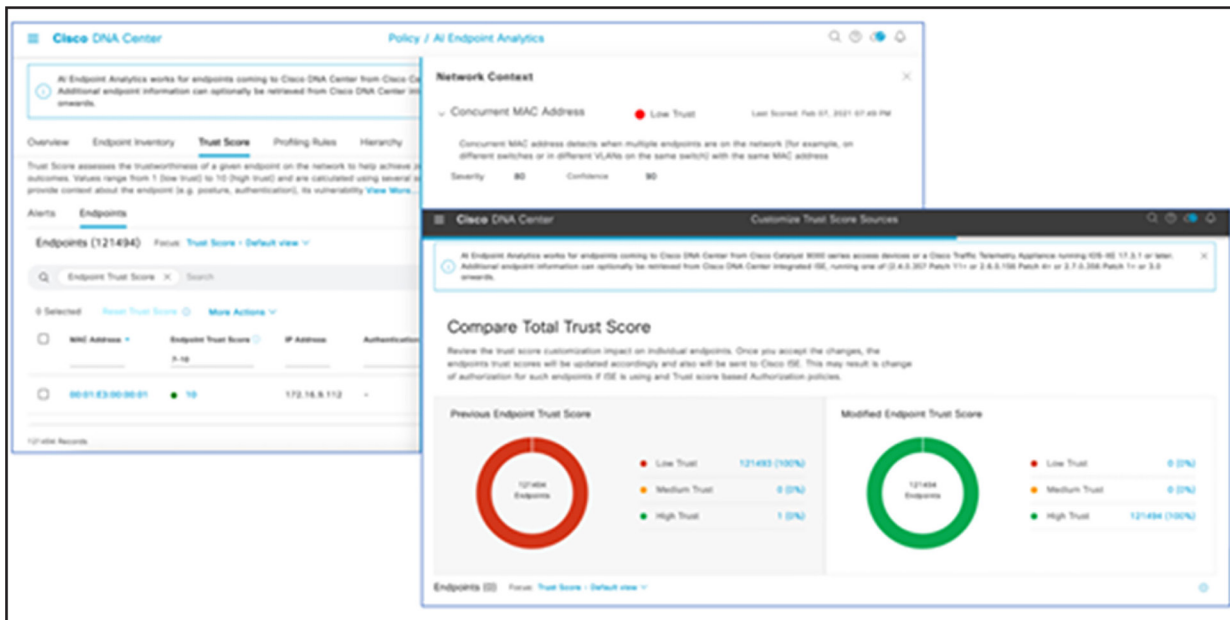 Cisco DNA Center
Policy / AI Endpoint Analytics
AI Endpoint Analytics works for endpoints coming to Cisco DNA Center from Cisco Ca
Additional endpoint information can optionally be retrieved from Cisco DNA Center int
onwards.
Overview Endpoint Inventory Trust Score Profiling Rules Hierarchy
Trust Score assesses the trustworthiness of a given endpoint on the network to help achieve
outcomes. Values range from 1 (low trust) to 10 (high trust) and are calculated using several
provide context about the endpoint (e.g. posture, authentication), its vulnerability View More...
Alerts Endpoints
Endpoints (121494) Focus: Trust Score - Default view
Endpoint Trust Score Search
0 Selected Reset Trust Score More Actions
MAC Address Endpoint Trust Score IP Address Authentication
7-10
00:01:E3:00:00:01 10 172.16.9.112 -
121494 Records
Network Context
Concurrent MAC Address Low Trust Last Scored: Feb 07, 2021 07:49 PM
Concurrent MAC address detects when multiple endpoints are on the network (for example, on
different switches or in different VLANs on the same switch) with the same MAC address
Severity 80 Confidence 90
Cisco DNA Center Customize Trust Score Sources
AI Endpoint Analytics works for endpoints coming to Cisco DNA Center from Cisco Catalyst 9000 series access devices or a Cisco Traffic Telemetry Appliance running IOS-XE 17.3.1 or later.
Additional endpoint information can optionally be retrieved from Cisco DNA Center integrated ISE, running one of (2.4.0.357 Patch 11+ or 2.6.0.156 Patch 4+ or 2.7.0.356 Patch 1+ or 3.0
onwards.
Compare Total Trust Score
Review the trust score customization impact on individual endpoints. Once you accept the changes, the
endpoints trust scores will be updated accordingly and also will be sent to Cisco ISE. This may result is change
of authorization for such endpoints if ISE is using and Trust score based Authorization policies.
Previous Endpoint Trust Score
121494
Endpoints
Low Trust 121493 (100%)
Medium Trust 0 (0%)
High Trust 1 (0%)
Modified Endpoint Trust Score
121494
Endpoints
Low Trust 0 (0%)
Medium Trust 0 (0%)
High Trust 121494 (100%)
Endpoints (0) Focus: Trust Score - Default view